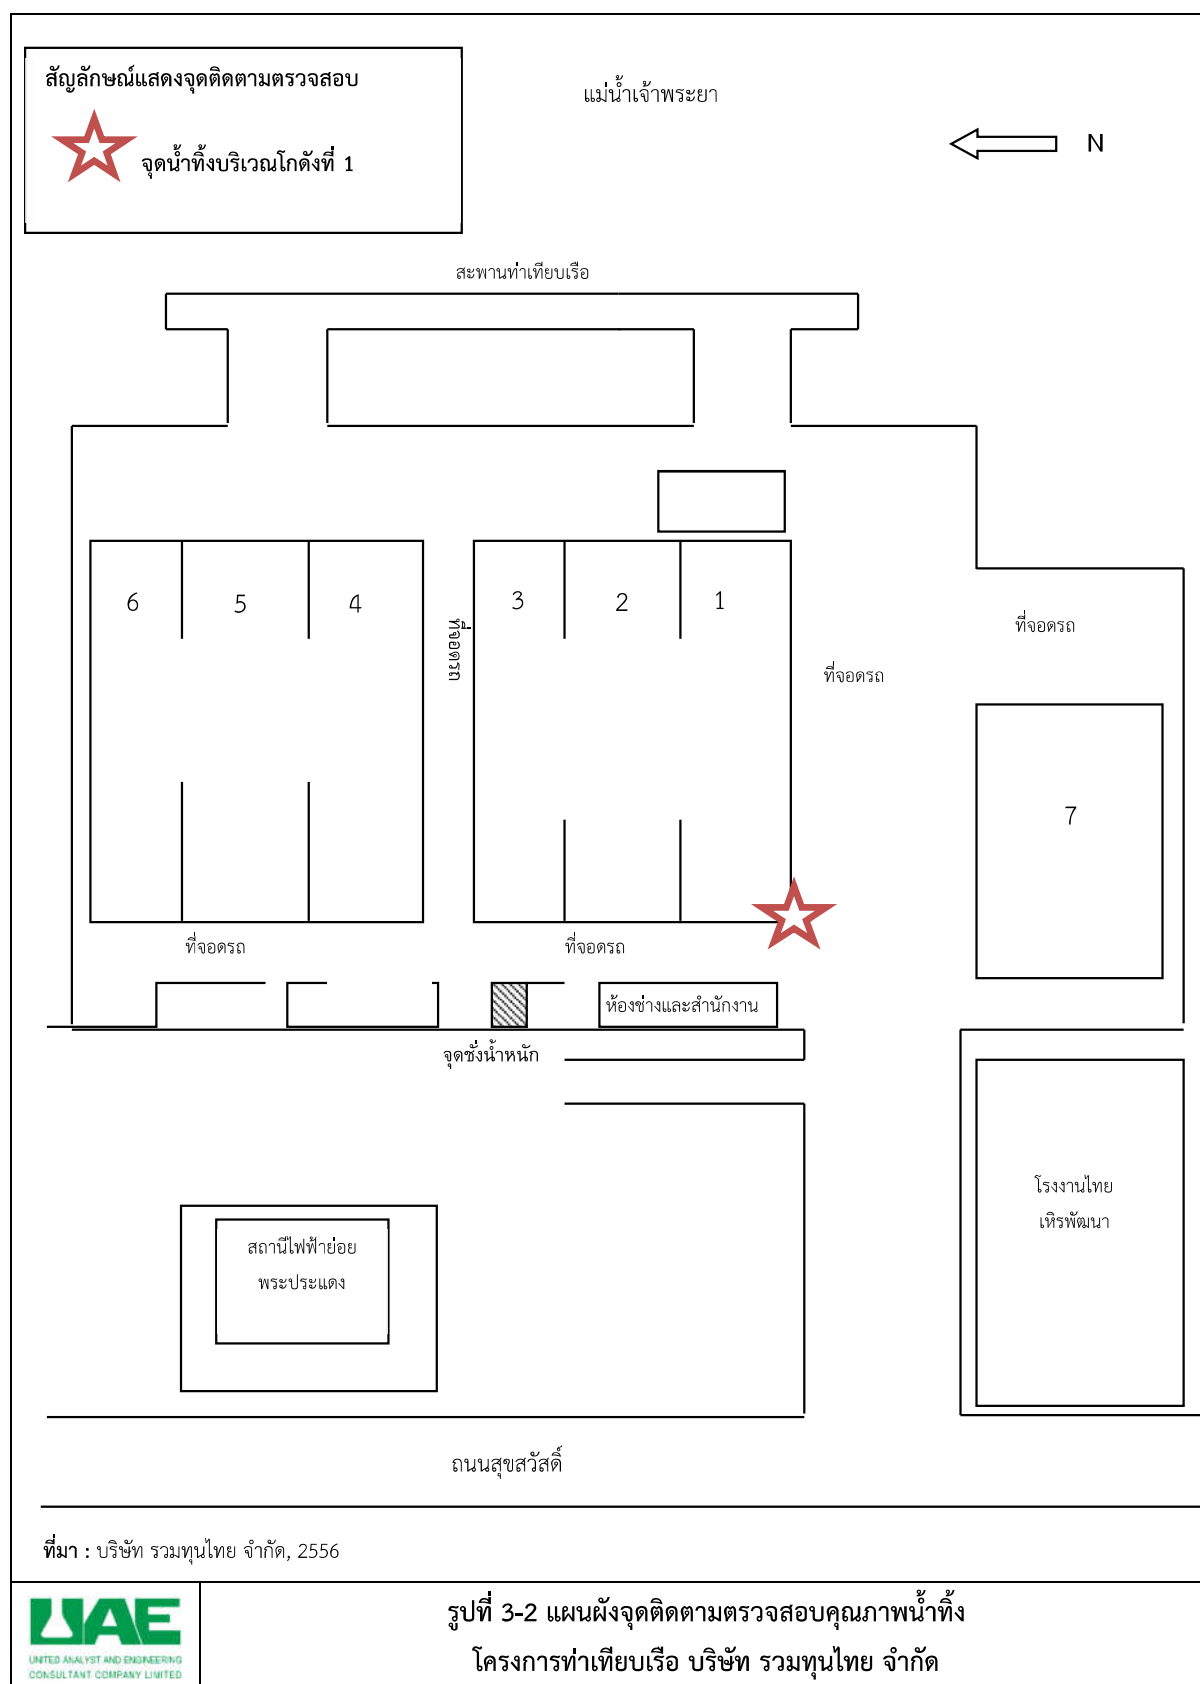 สัญลักษณ์แสดงจุดติดตามตรวจสอบ
จุดน้ำทิ้งบริเวณโกดังที่ 1
แม่น้ำเจ้าพระยา
N
สะพานท่าเทียบเรือ
6
5
4
3
2
1
ที่จอดรถ
ที่จอดรถ
ที่จอดรถ
7
ที่จอดรถ
ที่จอดรถ
ห้องช่างและสำนักงาน
จุดชั่งน้ำหนัก
โรงงานไทย
เหิรพัฒนา
สถานีไฟฟ้าย่อย
พระประแดง
ถนนสุขสวัสดิ์
ที่มา : บริษัท รวมทุนไทย จำกัด, 2556
UAE
UNITED ANALYST AND ENGINEERING
CONSULTANT COMPANY LIMITED
รูปที่ 3-2 แผนผังจุดติดตามตรวจสอบคุณภาพน้ำทิ้ง
โครงการท่าเทียบเรือ บริษัท รวมทุนไทย จำกัด